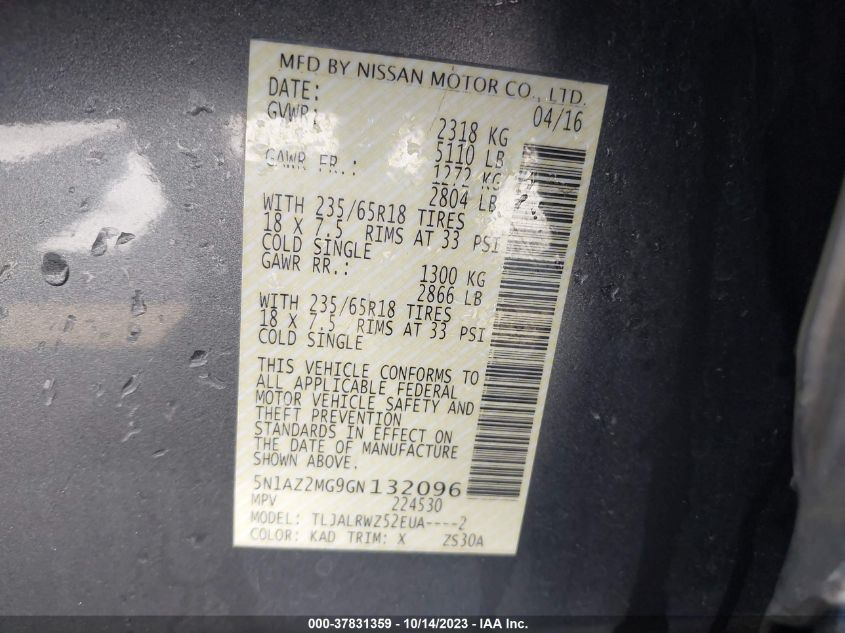 MFD BY NISSAN MOTOR CO., LTD.
DATE: 04/16
GVWR: 2318 KG
5110 LB
GAWR FR.: 1272 KG
2804 LB
WITH 235/65R18 TIRES
18 X 7.5 RIMS AT 33 PSI
COLD SINGLE
GAWR RR.: 1300 KG
2866 LB
WITH 235/65R18 TIRES
18 X 7.5 RIMS AT 33 PSI
COLD SINGLE
THIS VEHICLE CONFORMS TO
ALL APPLICABLE FEDERAL
MOTOR VEHICLE SAFETY AND
THEFT PREVENTION
STANDARDS IN EFFECT ON
THE DATE OF MANUFACTURE
SHOWN ABOVE.
5N1AZ2MG9GN132096
MPV 224530
MODEL: TLJALRWZ52EUA----2
COLOR: KAD TRIM: X ZS30A
000-37831359 | 10/14/2023 - IAA Inc.